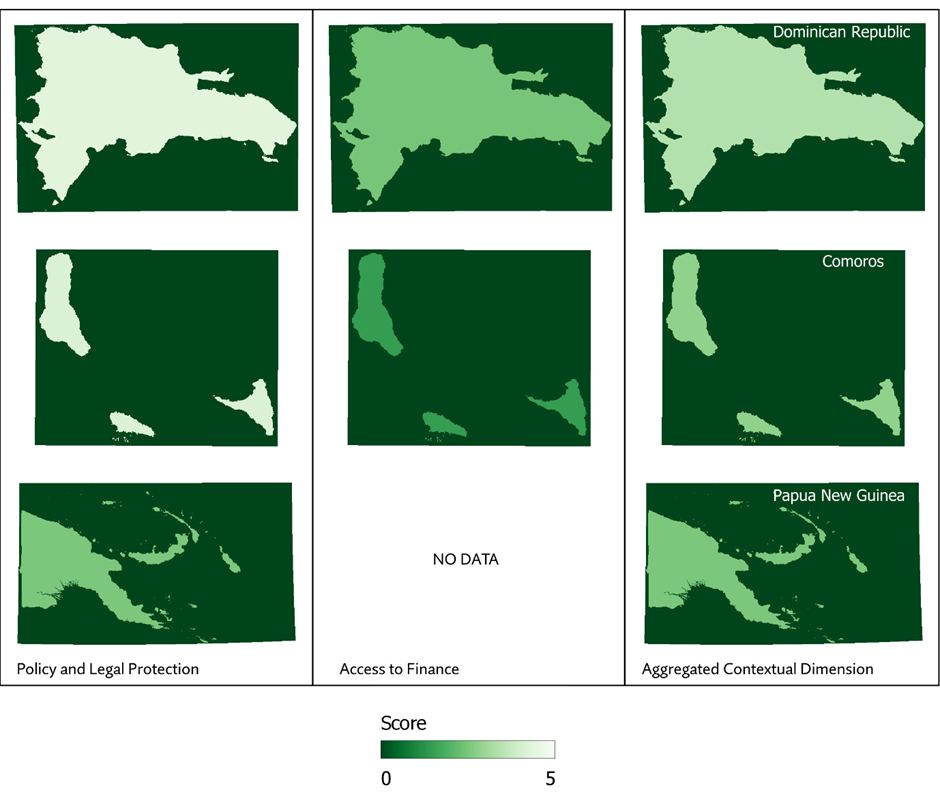 Dominican Republic
Comoros
Papua New Guinea
NO DATA
Policy and Legal Protection
Access to Finance
Aggregated Contextual Dimension
Score
0
5